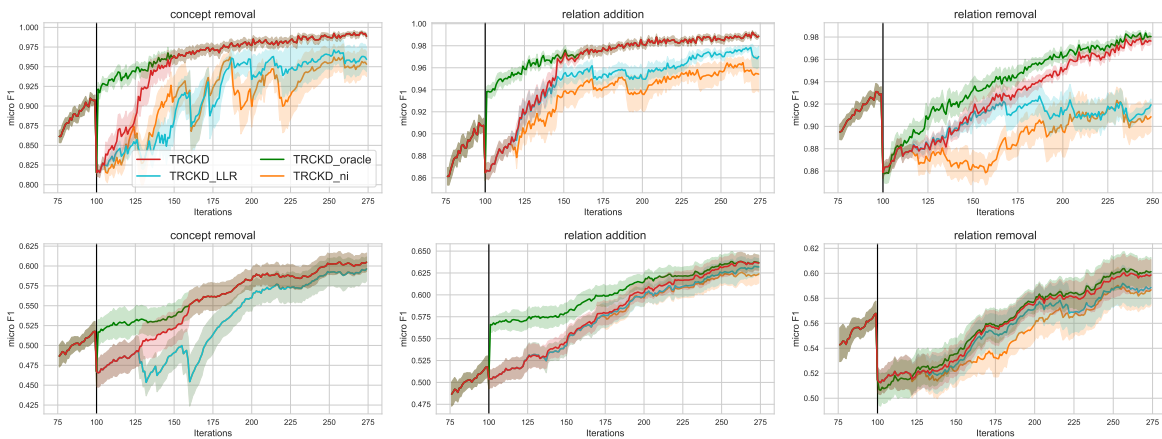 concept removal
micro F1
1.000
0.975
0.950
0.925
0.900
0.875
0.850
0.825
0.800
TRCKD TRCKD_oracle
TRCKD_LLR TRCKD_ni
75 100 125 150 175 200 225 250 275
Iterations
relation addition
micro F1
1.00
0.98
0.96
0.94
0.92
0.90
0.88
0.86
75 100 125 150 175 200 225 250 275
Iterations
relation removal
micro F1
0.98
0.96
0.94
0.92
0.90
0.88
0.86
75 100 125 150 175 200 225 250 275
Iterations
concept removal
micro F1
0.625
0.600
0.575
0.550
0.525
0.500
0.475
0.450
0.425
75 100 125 150 175 200 225 250 275
Iterations
relation addition
micro F1
0.650
0.625
0.600
0.575
0.550
0.525
0.500
0.475
75 100 125 150 175 200 225 250 275
Iterations
relation removal
micro F1
0.62
0.60
0.58
0.56
0.54
0.52
0.50
75 100 125 150 175 200 225 250 275
Iterations